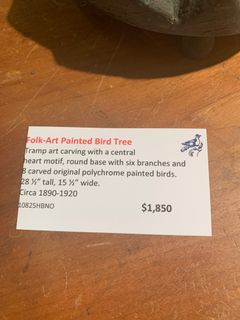 Folk-Art Painted Bird Tree
Tramp art carving with a central
heart motif, round base with six branches and
8 carved original polychrome painted birds.
28 ½” tall, 15 ½” wide.
Circa 1890-1920
10825HBNO
$1,850